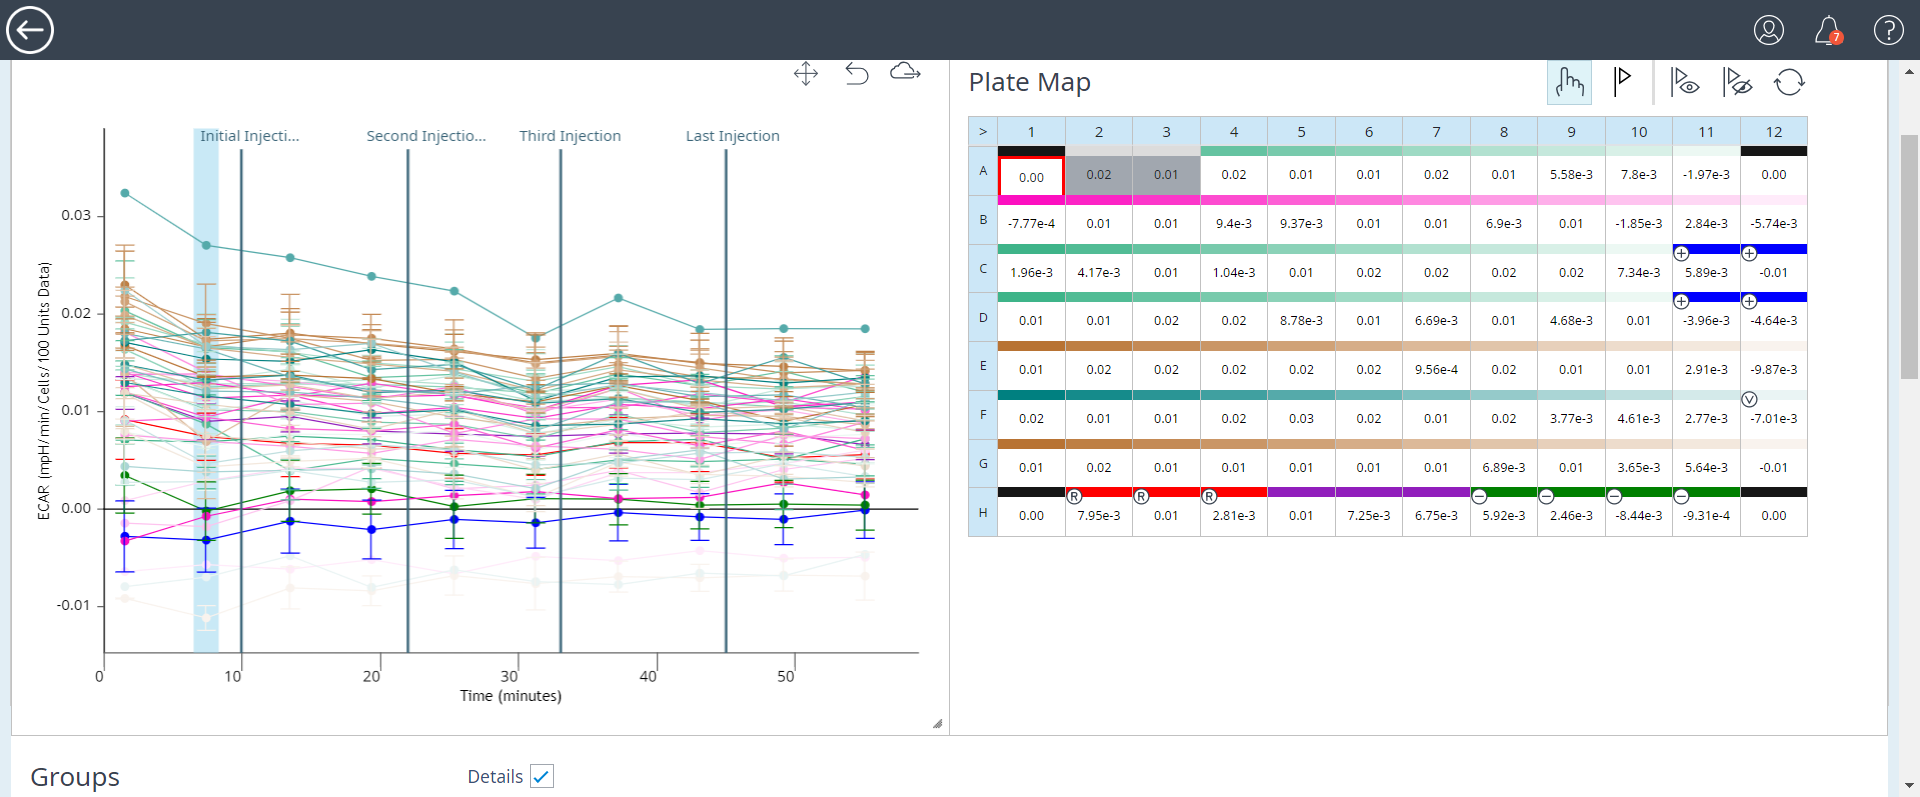 7
?
Plate Map
Initial Injecti...
Second Injectio...
Third Injection
Last Injection
0.03
0.02
0.01
0.00
-0.01
0
10
20
30
40
50
Time (minutes)
ECAR (mpH/min/Cells/100 Units Data)
> 1 2 3 4 5 6 7 8 9 10 11 12
A 0.00 0.02 0.01 0.02 0.01 0.01 0.02 0.01 5.58e-3 7.8e-3 -1.97e-3 0.00
B -7.77e-4 0.01 0.01 9.4e-3 9.37e-3 0.01 0.01 6.9e-3 0.01 -1.85e-3 2.84e-3 -5.74e-3
+ +
C 1.96e-3 4.17e-3 0.01 1.04e-3 0.01 0.02 0.02 0.02 0.02 7.34e-3 5.89e-3 -0.01
+ +
D 0.01 0.01 0.02 0.02 8.78e-3 0.01 6.69e-3 0.01 4.68e-3 0.01 -3.96e-3 -4.64e-3
E 0.01 0.02 0.02 0.02 0.02 0.02 9.56e-4 0.02 0.01 0.01 2.91e-3 -9.87e-3
V
F 0.02 0.01 0.01 0.02 0.03 0.02 0.01 0.02 3.77e-3 4.61e-3 2.77e-3 -7.01e-3
G 0.01 0.02 0.01 0.01 0.01 0.01 0.01 6.89e-3 0.01 3.65e-3 5.64e-3 -0.01
R R R − − − −
H 0.00 7.95e-3 0.01 2.81e-3 0.01 7.25e-3 6.75e-3 5.92e-3 2.46e-3 -8.44e-3 -9.31e-4 0.00
Groups
Details